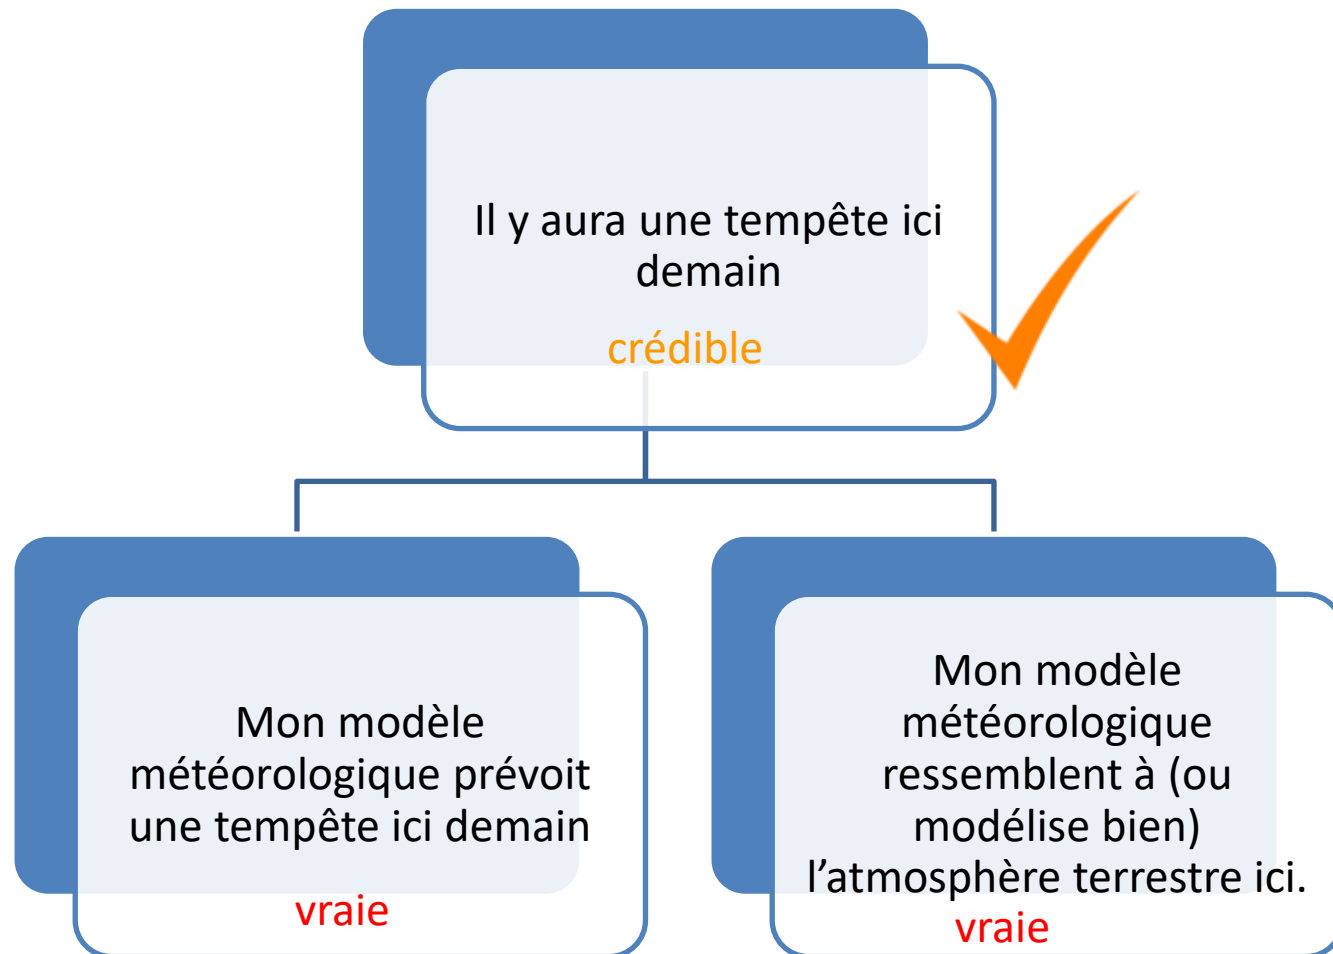 Il y aura une tempête ici
demain
crédible
Mon modèle
météorologique prévoit
une tempête ici demain
vraie
Mon modèle
météorologique
ressemblent à (ou
modélise bien)
l’atmosphère terrestre ici.
vraie